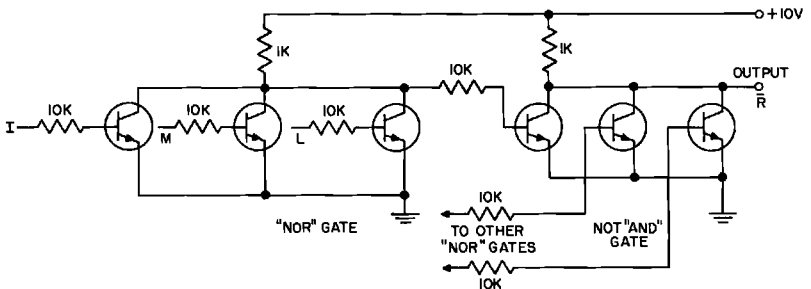 +10V
1K
1K
10K
OUTPUT
R̅
10K
10K
10K
I
M
L
10K
TO OTHER
"NOR" GATES
"NOR" GATE
NOT "AND"
GATE
10K